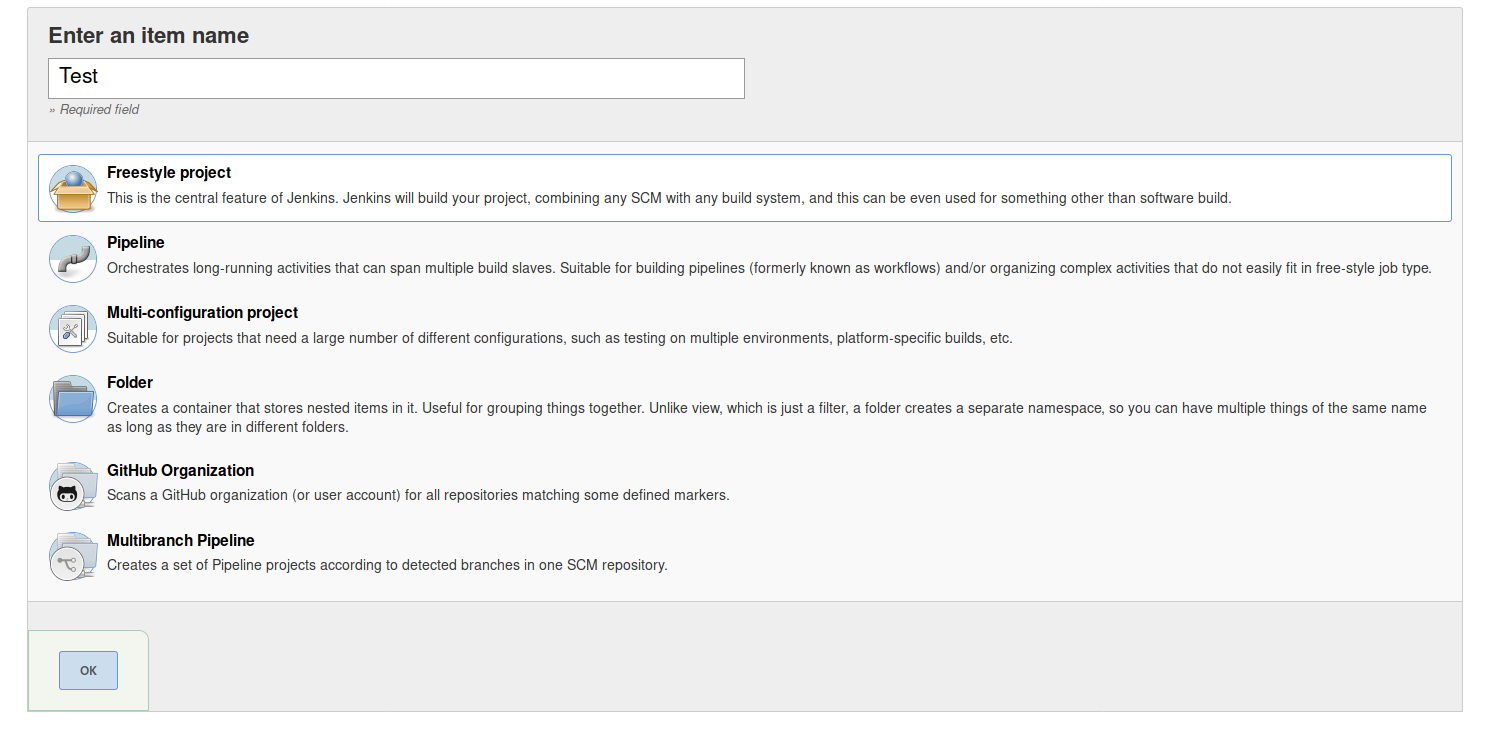 Enter an item name
Test
» Required field
Freestyle project
This is the central feature of Jenkins. Jenkins will build your project, combining any SCM with any build system, and this can be even used for something other than software build.
Pipeline
Orchestrates long-running activities that can span multiple build slaves. Suitable for building pipelines (formerly known as workflows) and/or organizing complex activities that do not easily fit in free-style job type.
Multi-configuration project
Suitable for projects that need a large number of different configurations, such as testing on multiple environments, platform-specific builds, etc.
Folder
Creates a container that stores nested items in it. Useful for grouping things together. Unlike view, which is just a filter, a folder creates a separate namespace, so you can have multiple things of the same name
as long as they are in different folders.
GitHub Organization
Scans a GitHub organization (or user account) for all repositories matching some defined markers.
Multibranch Pipeline
Creates a set of Pipeline projects according to detected branches in one SCM repository.
OK